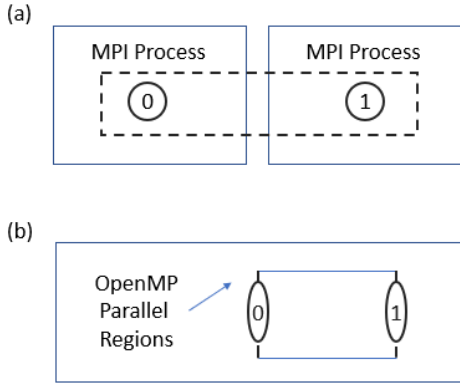 (a)
MPI Process MPI Process
0 1
(b)
OpenMP
Parallel
Regions
0 1